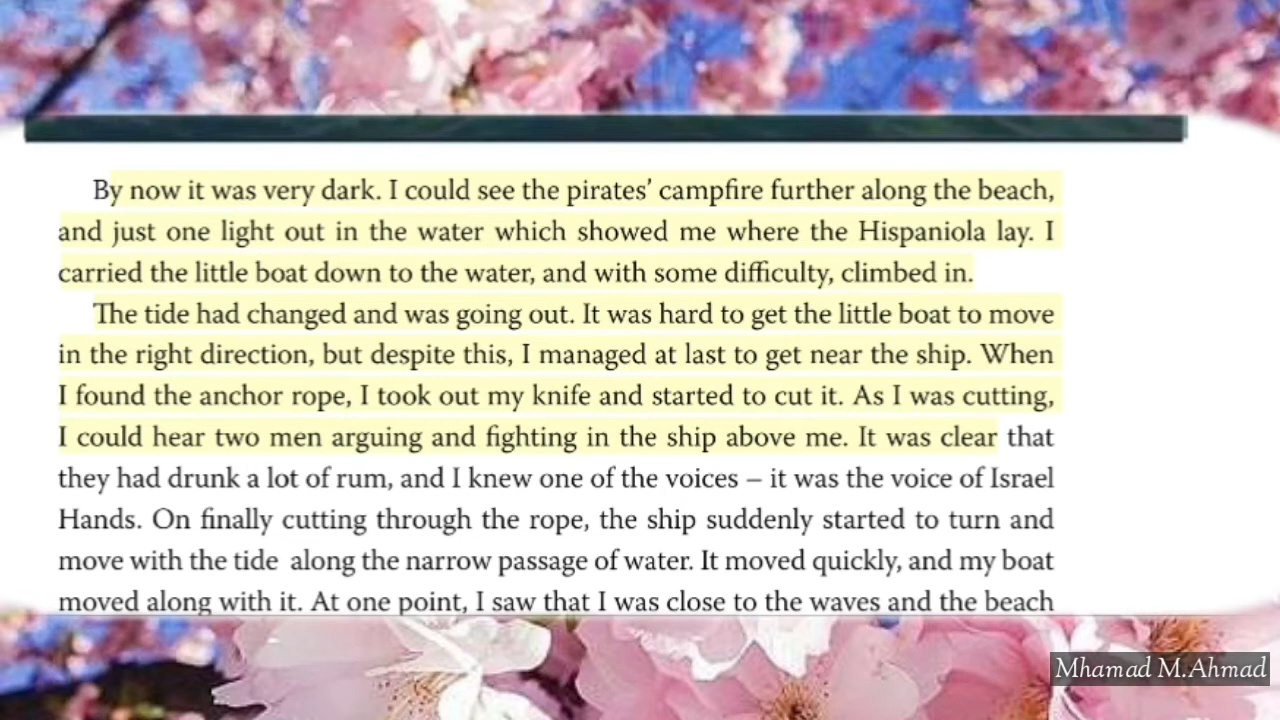 By now it was very dark. I could see the pirates’ campfire further along the beach,
and just one light out in the water which showed me where the Hispaniola lay. I
carried the little boat down to the water, and with some difficulty, climbed in.
The tide had changed and was going out. It was hard to get the little boat to move
in the right direction, but despite this, I managed at last to get near the ship. When
I found the anchor rope, I took out my knife and started to cut it. As I was cutting,
I could hear two men arguing and fighting in the ship above me. It was clear that
they had drunk a lot of rum, and I knew one of the voices – it was the voice of Israel
Hands. On finally cutting through the rope, the ship suddenly started to turn and
move with the tide along the narrow passage of water. It moved quickly, and my boat
moved along with it. At one point, I saw that I was close to the waves and the beach
Mhamad M.Ahmad